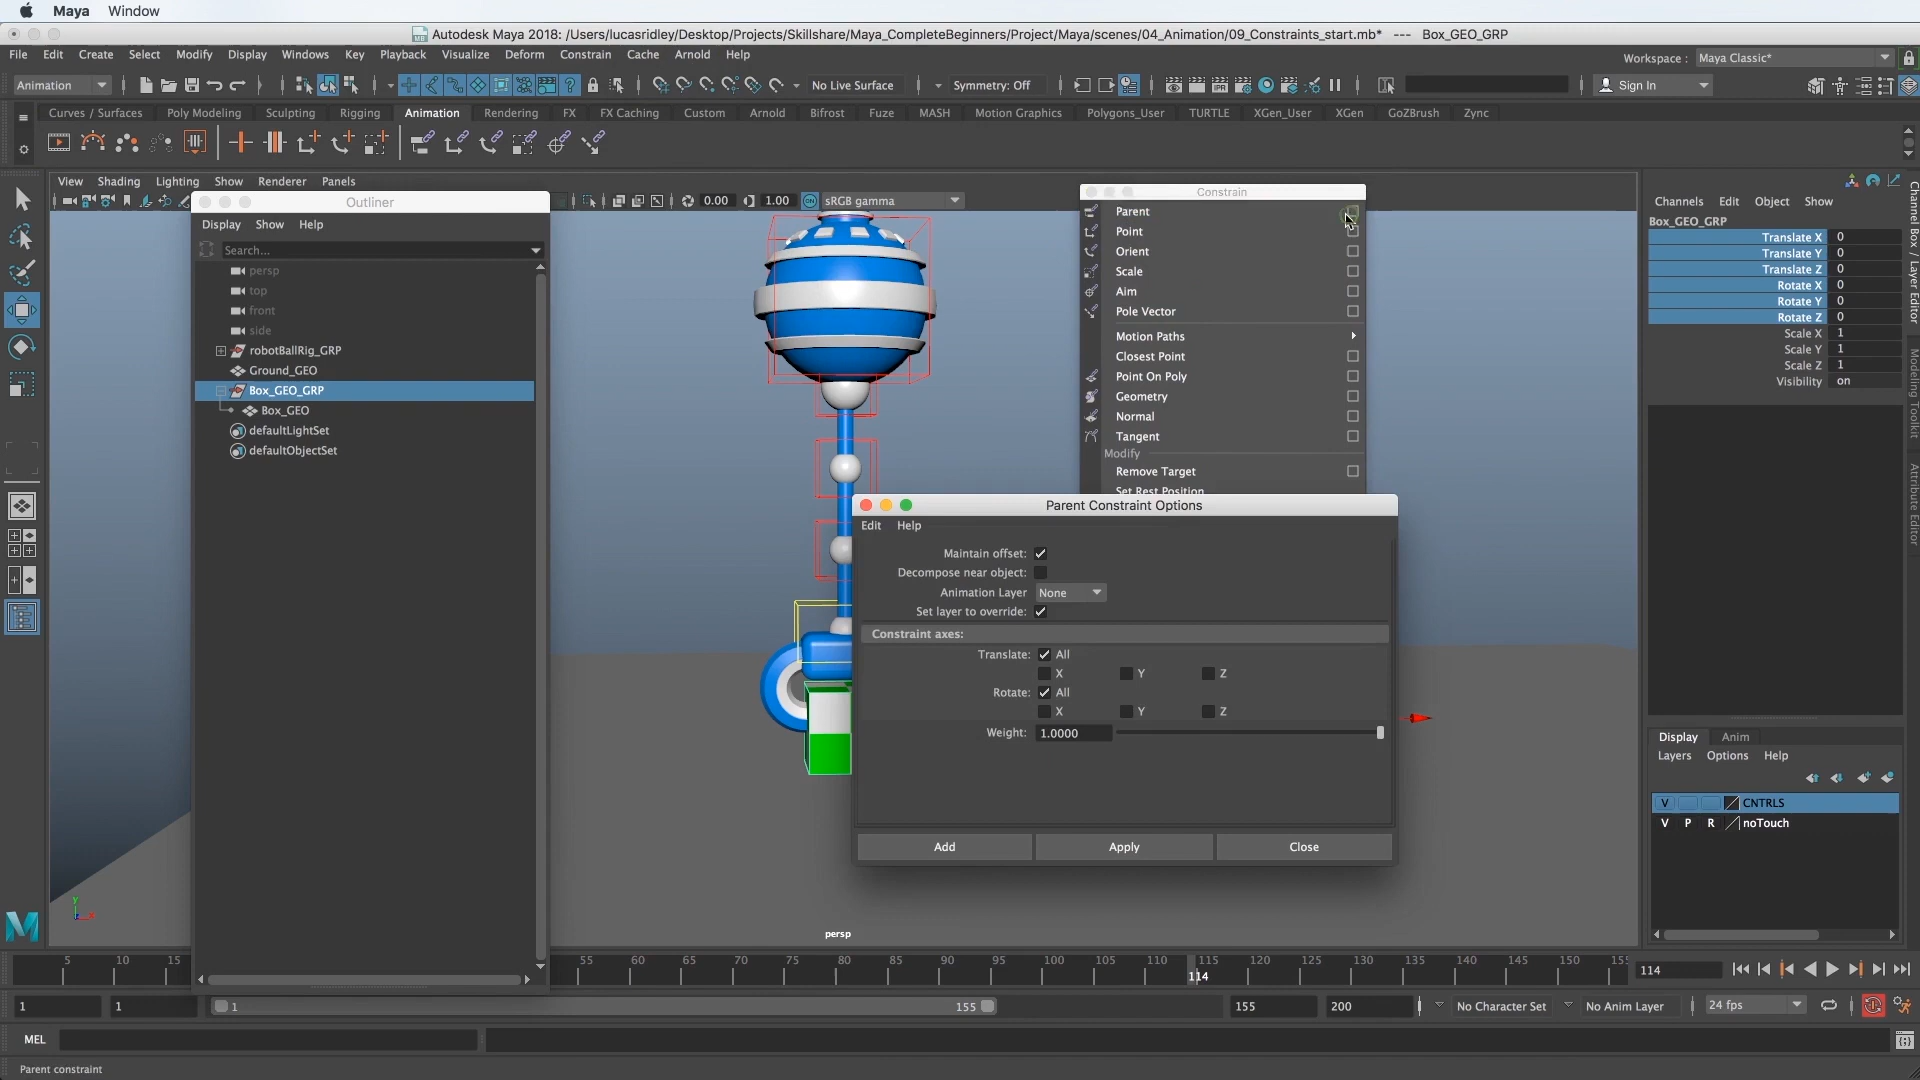 Maya Window
Autodesk Maya 2018: /Users/lucasridley/Desktop/Projects/Skillshare/Maya_CompleteBeginners/Project/Maya/scenes/04_Animation/09_Constraints_start.mb* --- Box_GEO_GRP
File Edit Create Select Modify Display Windows Key Playback Visualize Deform Constrain Cache Arnold Help
Workspace : Maya Classic*
Animation No Live Surface Symmetry: Off Sign In
Curves / Surfaces Poly Modeling Sculpting Rigging Animation Rendering FX FX Caching Custom Arnold Bifrost Fuze MASH Motion Graphics Polygons_User TURTLE XGen_User XGen GoZBrush Zync
View Shading Lighting Show Renderer Panels
0.00 1.00 sRGB gamma
Outliner
Display Show Help
Search...
persp
top
front
side
robotBallRig_GRP
Ground_GEO
Box_GEO_GRP
Box_GEO
defaultLightSet
defaultObjectSet
Constrain
Parent
Point
Orient
Scale
Aim
Pole Vector
Motion Paths
Closest Point
Point On Poly
Geometry
Normal
Tangent
Modify
Remove Target
Set Rest Position
Parent Constraint Options
Edit Help
Maintain offset:
Decompose near object:
Animation Layer None
Set layer to override:
Constraint axes:
Translate: All
X Y Z
Rotate: All
X Y Z
Weight: 1.0000
Add Apply Close
persp
Channels Edit Object Show
Box_GEO_GRP
Translate X 0
Translate Y 0
Translate Z 0
Rotate X 0
Rotate Y 0
Rotate Z 0
Scale X 1
Scale Y 1
Scale Z 1
Visibility on
Channel Box / Layer Editor
Modeling Toolkit
Attribute Editor
Display Anim
Layers Options Help
V CNTRLS
V P R noTouch
5 10 15 55 60 65 70 75 80 85 90 95 100 105 110 115 120 125 130 135 140 145 150 155
114
114
1 1 1 155 155 200 No Character Set No Anim Layer 24 fps
MEL
Parent constraint